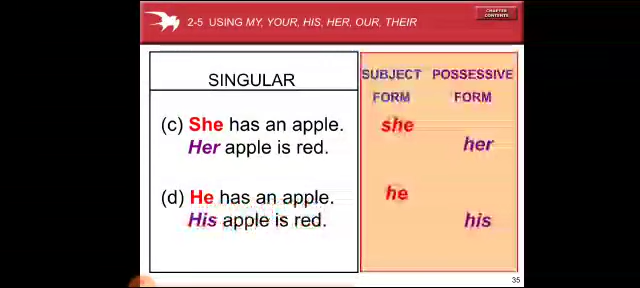 2-5 USING MY, YOUR, HIS, HER, OUR, THEIR
CHAPTER
CONTENTS
SINGULAR
SUBJECT FORM
POSSESSIVE FORM
(c) She has an apple.
she
Her apple is red.
her
(d) He has an apple.
he
His apple is red.
his
35